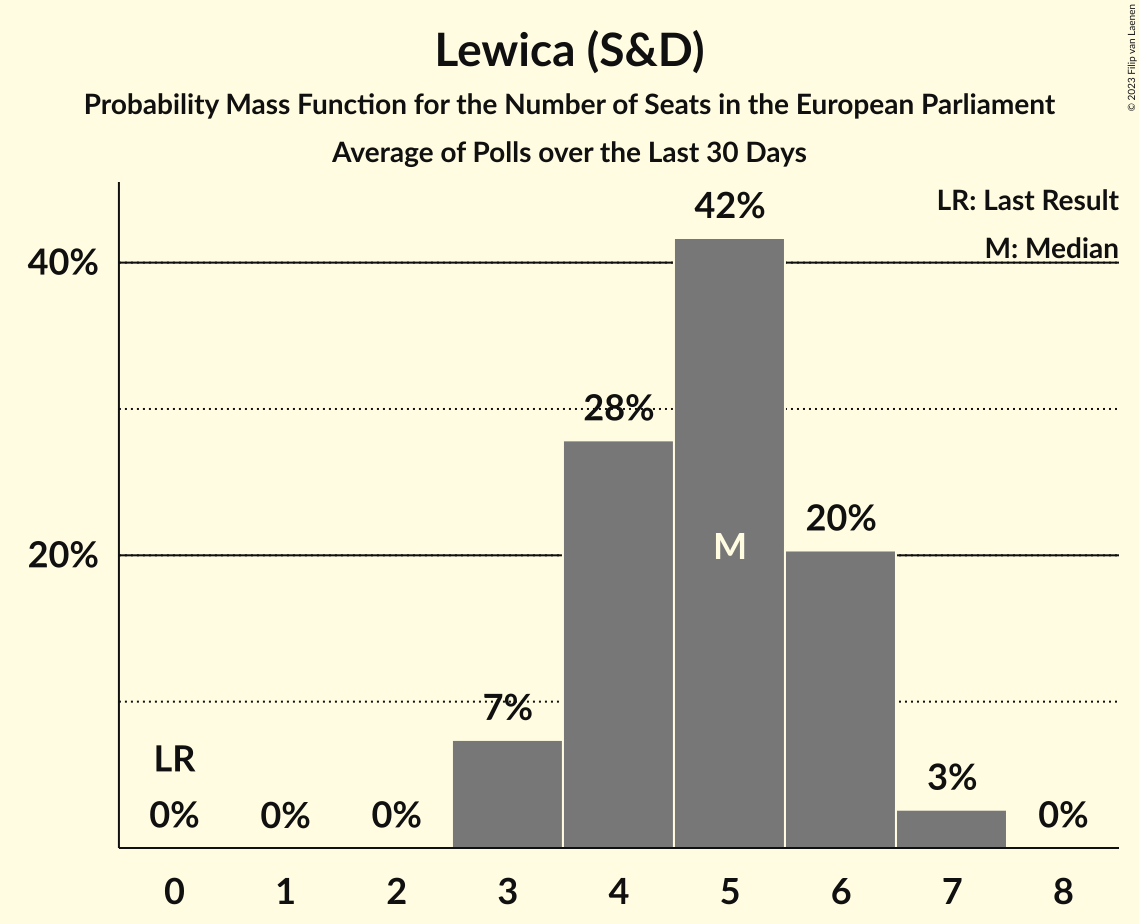 Lewica (S&D)
Probability Mass Function for the Number of Seats in the European Parliament
Average of Polls over the Last 30 Days
© 2023 Filip van Laenen
LR: Last Result
M: Median
42%
40%
28%
20%
M
20%
7%
LR
3%
0% 0% 0% 0%
0 1 2 3 4 5 6 7 8